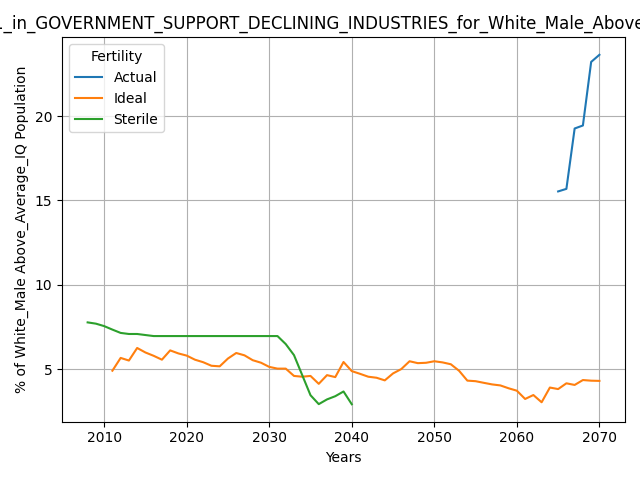 _in_GOVERNMENT_SUPPORT_DECLINING_INDUSTRIES_for_White_Male_Above
Fertility
Actual
Ideal
Sterile
% of White_Male Above_Average_IQ Population
20
15
10
5
2010 2020 2030 2040 2050 2060 2070
Years